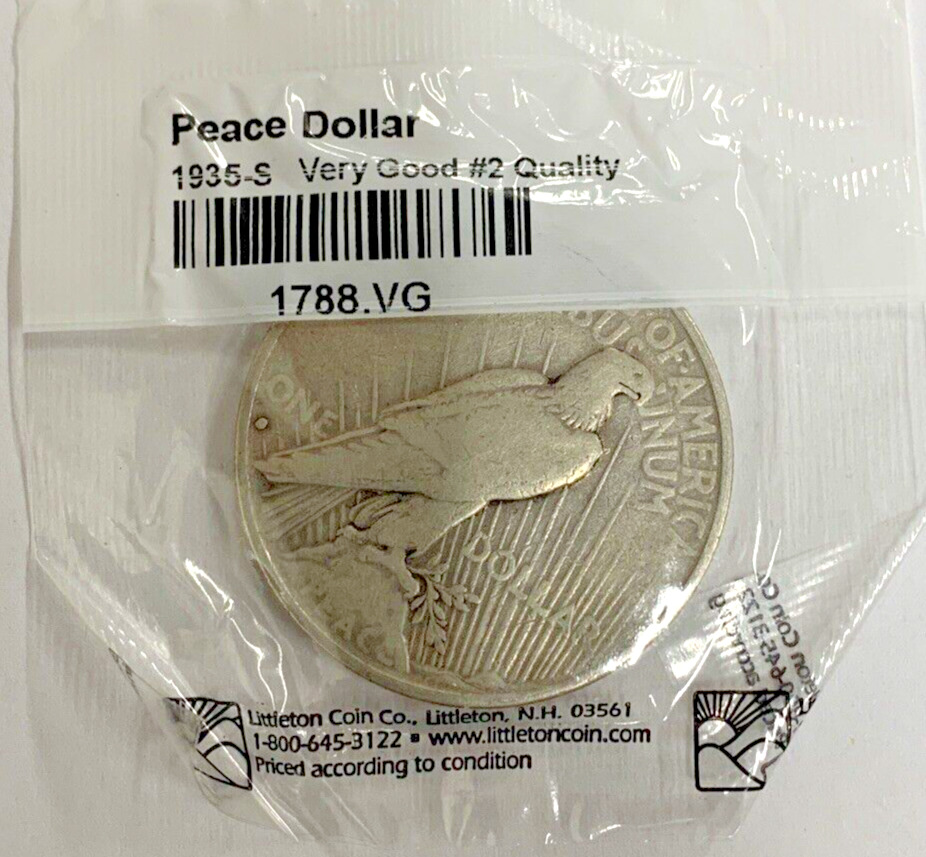 Peace Dollar
1935-S Very Good #2 Quality
1788.VG
OF·AMERICA
UNUM
ONE
DOLLAR
Littleton Coin Co., Littleton, N.H. 03561
1-800-645-3122 ▪ www.littletoncoin.com
Priced according to condition